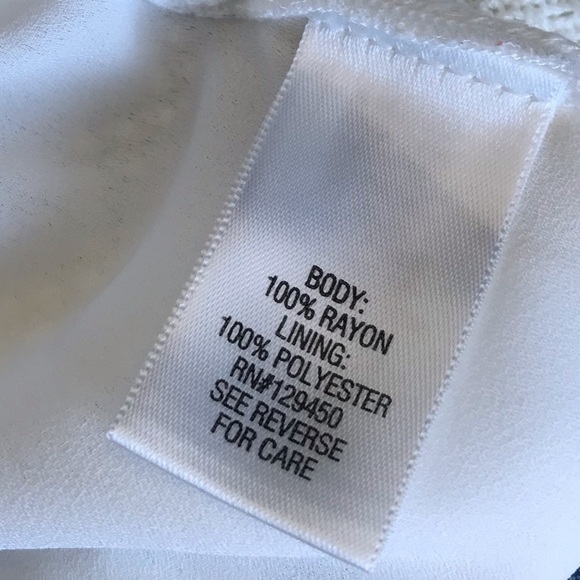 BODY:
100% RAYON
LINING:
100% POLYESTER
RN#129450
SEE REVERSE
FOR CARE